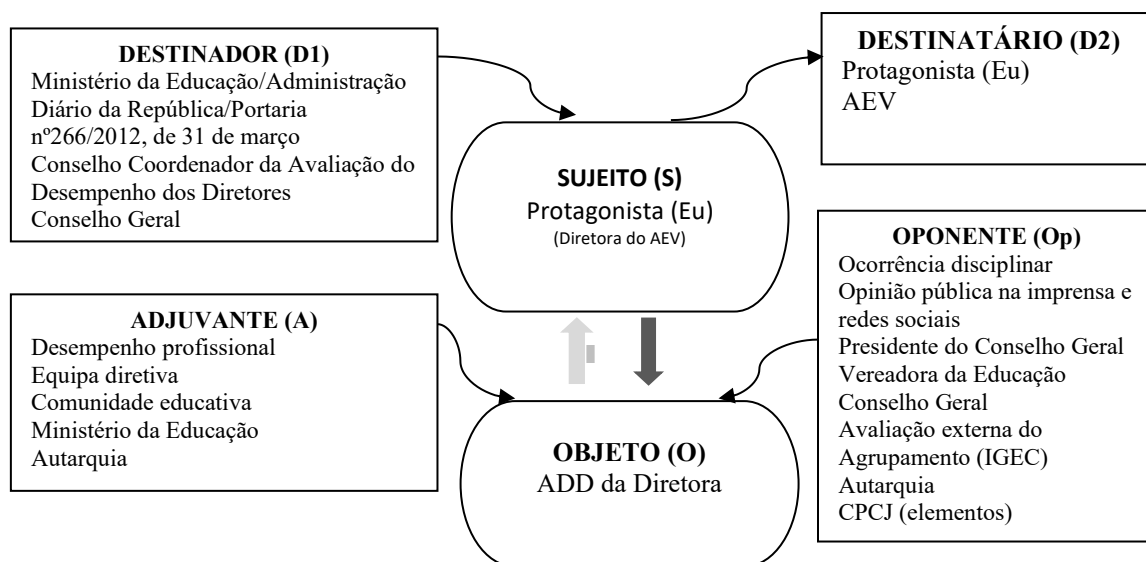 DESTINADOR (D1)
Ministério da Educação/Administração
Diário da República/Portaria
nº266/2012, de 31 de março
Conselho Coordenador da Avaliação do
Desempenho dos Diretores
Conselho Geral
DESTINATÁRIO (D2)
Protagonista (Eu)
AEV
SUJEITO (S)
Protagonista (Eu)
(Diretora do AEV)
ADJUVANTE (A)
Desempenho profissional
Equipa diretiva
Comunidade educativa
Ministério da Educação
Autarquia
OPONENTE (Op)
Ocorrência disciplinar
Opinião pública na imprensa e
redes sociais
Presidente do Conselho Geral
Vereadora da Educação
Conselho Geral
Avaliação externa do
Agrupamento (IGEC)
Autarquia
CPCJ (elementos)
OBJETO (O)
ADD da Diretora